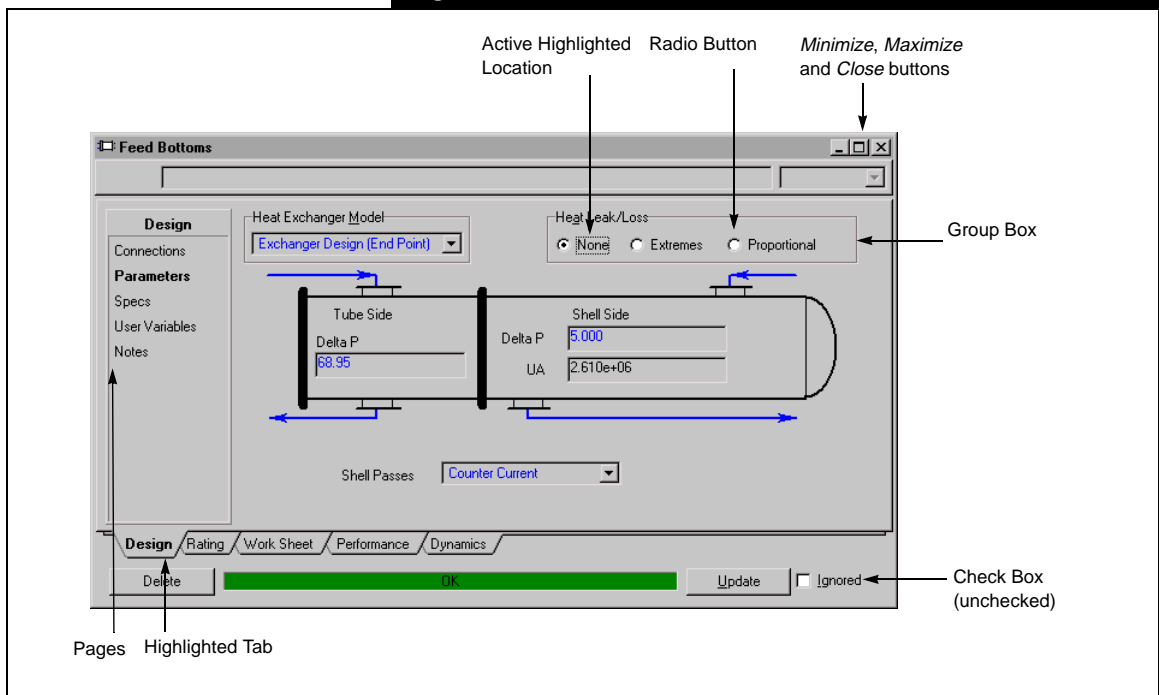 Active Highlighted
Location
Radio Button
Minimize, Maximize
and Close buttons
Feed Bottoms
Design
Connections
Parameters
Specs
User Variables
Notes
Heat Exchanger Model
Exchanger Design (End Point)
Heat Leak/Loss
None
Extremes
Proportional
Group Box
Tube Side
Delta P
68.95
Shell Side
Delta P
5.000
UA
2.610e+06
Shell Passes
Counter Current
Design
Rating
Work Sheet
Performance
Dynamics
Delete
OK
Update
Ignored
Check Box
(unchecked)
Pages
Highlighted Tab